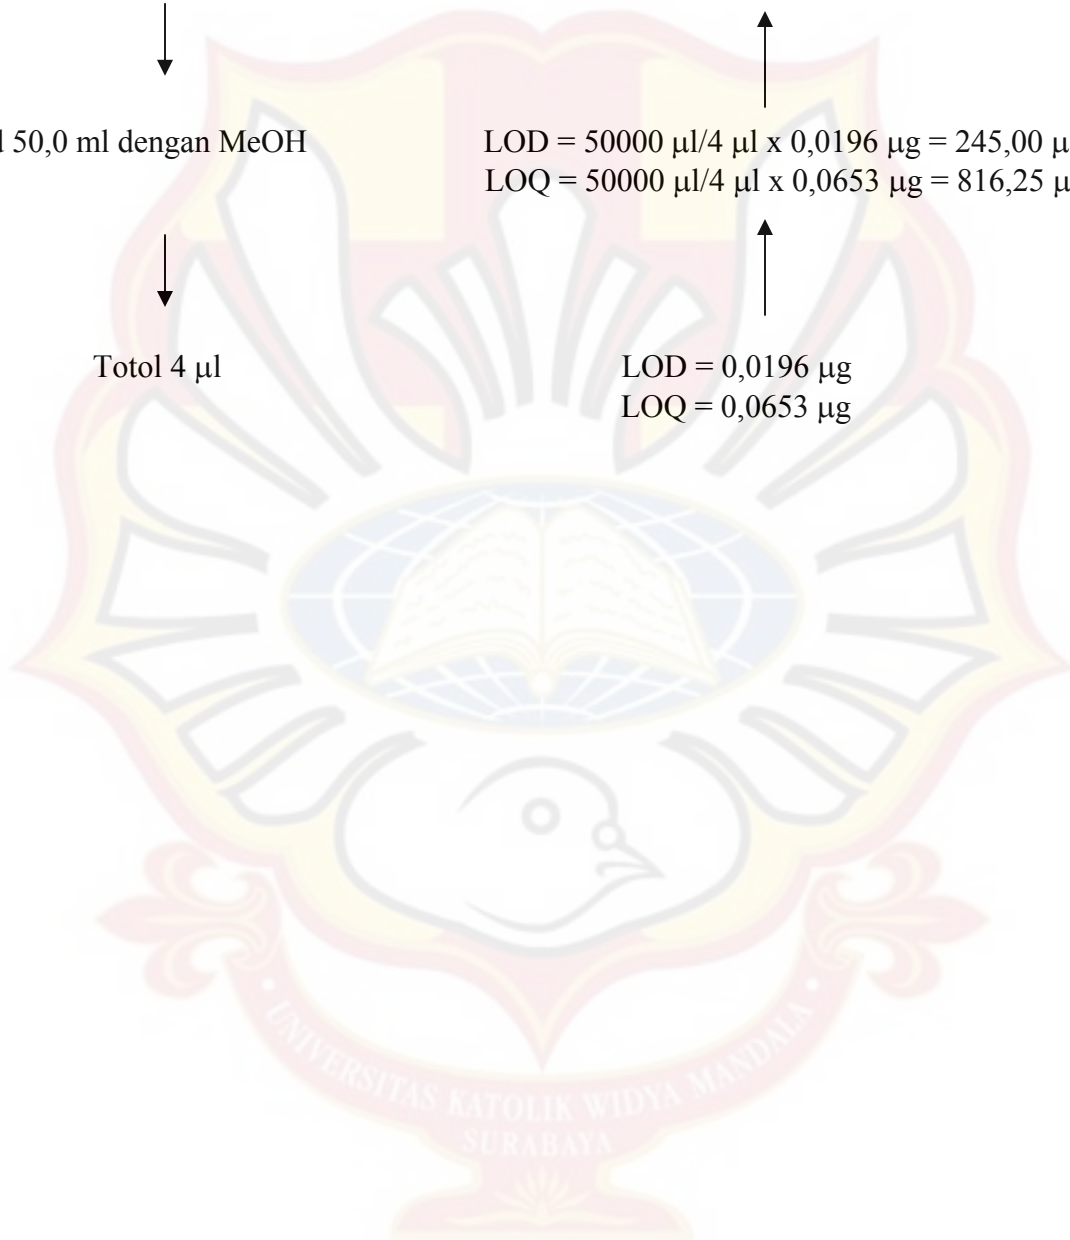 d 50,0 ml dengan MeOH
LOD = 50000 µl/4 µl x 0,0196 µg = 245,00 µ
LOQ = 50000 µl/4 µl x 0,0653 µg = 816,25 µ
Totol 4 µl
LOD = 0,0196 µg
LOQ = 0,0653 µg
UNIVERSITAS KATOLIK WIDYA MANDALA
SURABAYA